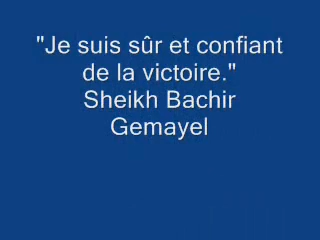 "Je suis sûr et confiant
de la victoire."
Sheikh Bachir
Gemayel